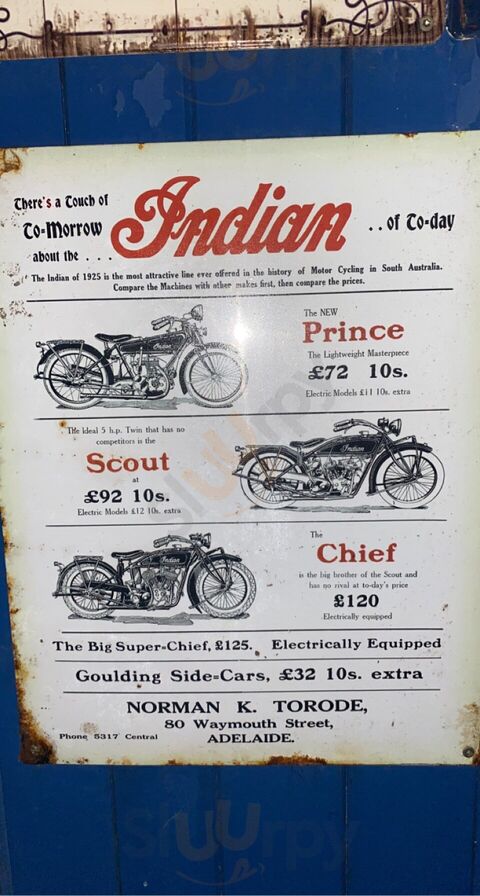 There's a Touch of
To-Morrow
about the . . .
Indian
. . of To-day
The Indian of 1925 is the most attractive line ever offered in the history of Motor Cycling in South Australia.
Compare the Machines with other makes first, then compare the prices.
The NEW
Prince
The Lightweight Masterpiece
£72 10s.
Electric Models £11 10s. extra
Indian
The Ideal 5 h.p. Twin that has no
competitors is the
Scout
at
£92 10s.
Electric Models £12 10s. extra
Indian
The
Chief
is the big brother of the Scout and
has no rival at to-day's price
£120
Electrically equipped
The Big Super-Chief, £125. Electrically Equipped
Goulding Side-Cars, £32 10s. extra
NORMAN K. TORODE,
80 Waymouth Street,
Phone 5317 Central
ADELAIDE.
Sluurpy
Sluurpy